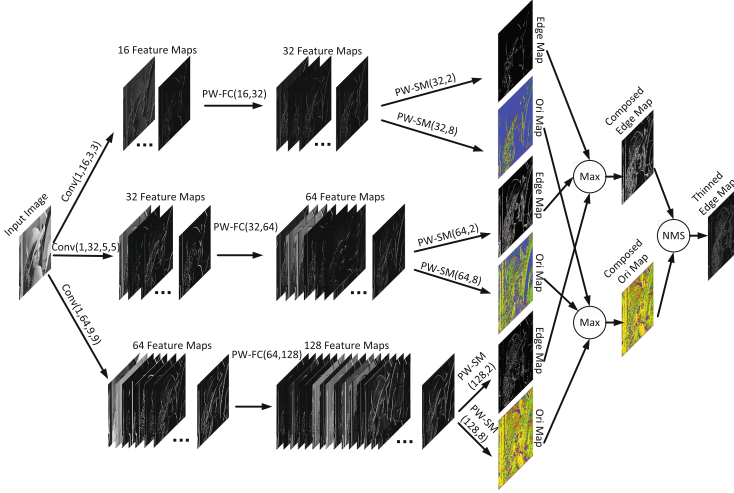 Input Image
Conv(1,16,3,3)
16 Feature Maps
...
PW-FC(16,32)
32 Feature Maps
...
PW-SM(32,2)
PW-SM(32,8)
Edge Map
Ori Map
Conv(1,32,5,5)
32 Feature Maps
...
PW-FC(32,64)
64 Feature Maps
...
PW-SM(64,2)
PW-SM(64,8)
Edge Map
Ori Map
Conv(1,64,9,9)
64 Feature Maps
...
PW-FC(64,128)
128 Feature Maps
...
PW-SM
(128,2)
PW-SM
(128,8)
Edge Map
Ori Map
Max
Max
Composed
Edge Map
Composed
Ori Map
NMS
Thinned
Edge Map